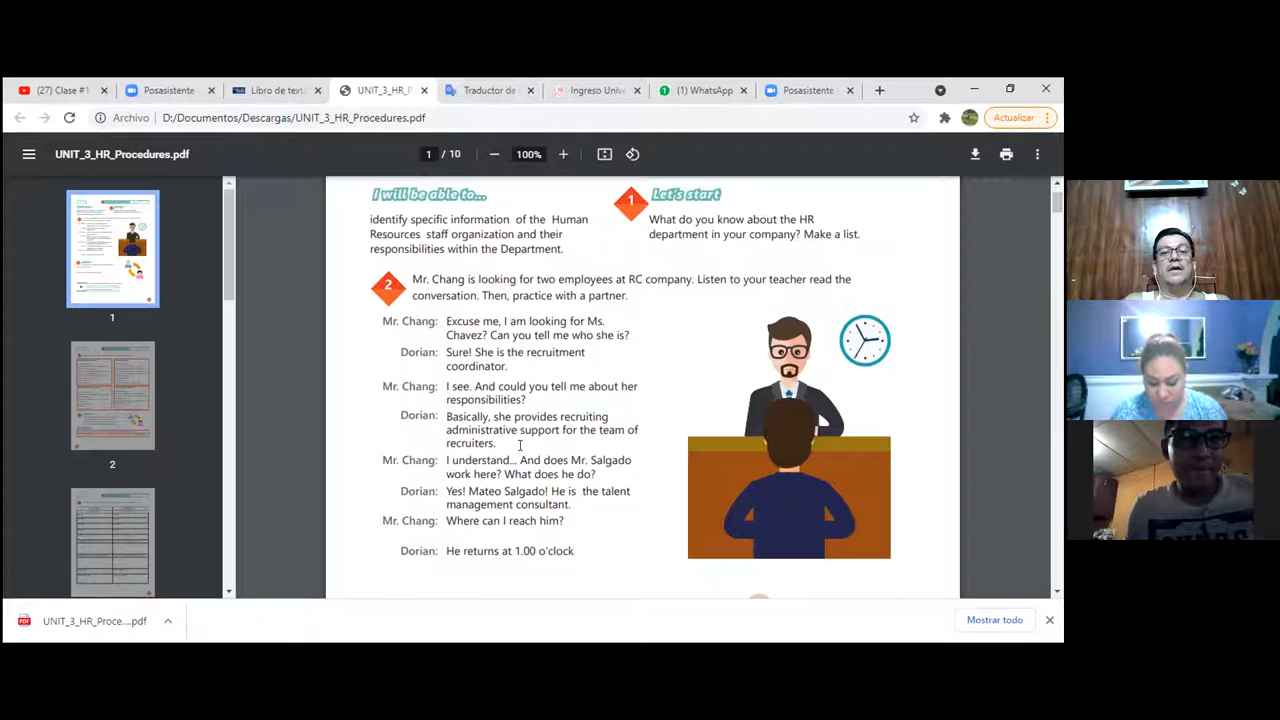 (27) Clase #1
Posasistente
Libro de text
UNIT_3_HR_P
Traductor de
Ingreso Unive
(1) WhatsApp
Posasistente
Archivo
D:/Documentos/Descargas/UNIT_3_HR_Procedures.pdf
Actualizar
UNIT_3_HR_Procedures.pdf
1 / 10
100%
I will be able to...
identify specific information of the Human
Resources staff organization and their
responsibilities within the Department.
1 Let's start
What do you know about the HR
department in your company? Make a list.
2 Mr. Chang is looking for two employees at RC company. Listen to your teacher read the
conversation. Then, practice with a partner.
Mr. Chang: Excuse me, I am looking for Ms.
Chavez? Can you tell me who she is?
Dorian: Sure! She is the recruitment
coordinator.
Mr. Chang: I see. And could you tell me about her
responsibilities?
Dorian: Basically, she provides recruiting
administrative support for the team of
recruiters.
Mr. Chang: I understand... And does Mr. Salgado
work here? What does he do?
Dorian: Yes! Mateo Salgado! He is the talent
management consultant.
Mr. Chang: Where can I reach him?
Dorian: He returns at 1.00 o'clock
1
2
UNIT_3_HR_Proce....pdf
Mostrar todo